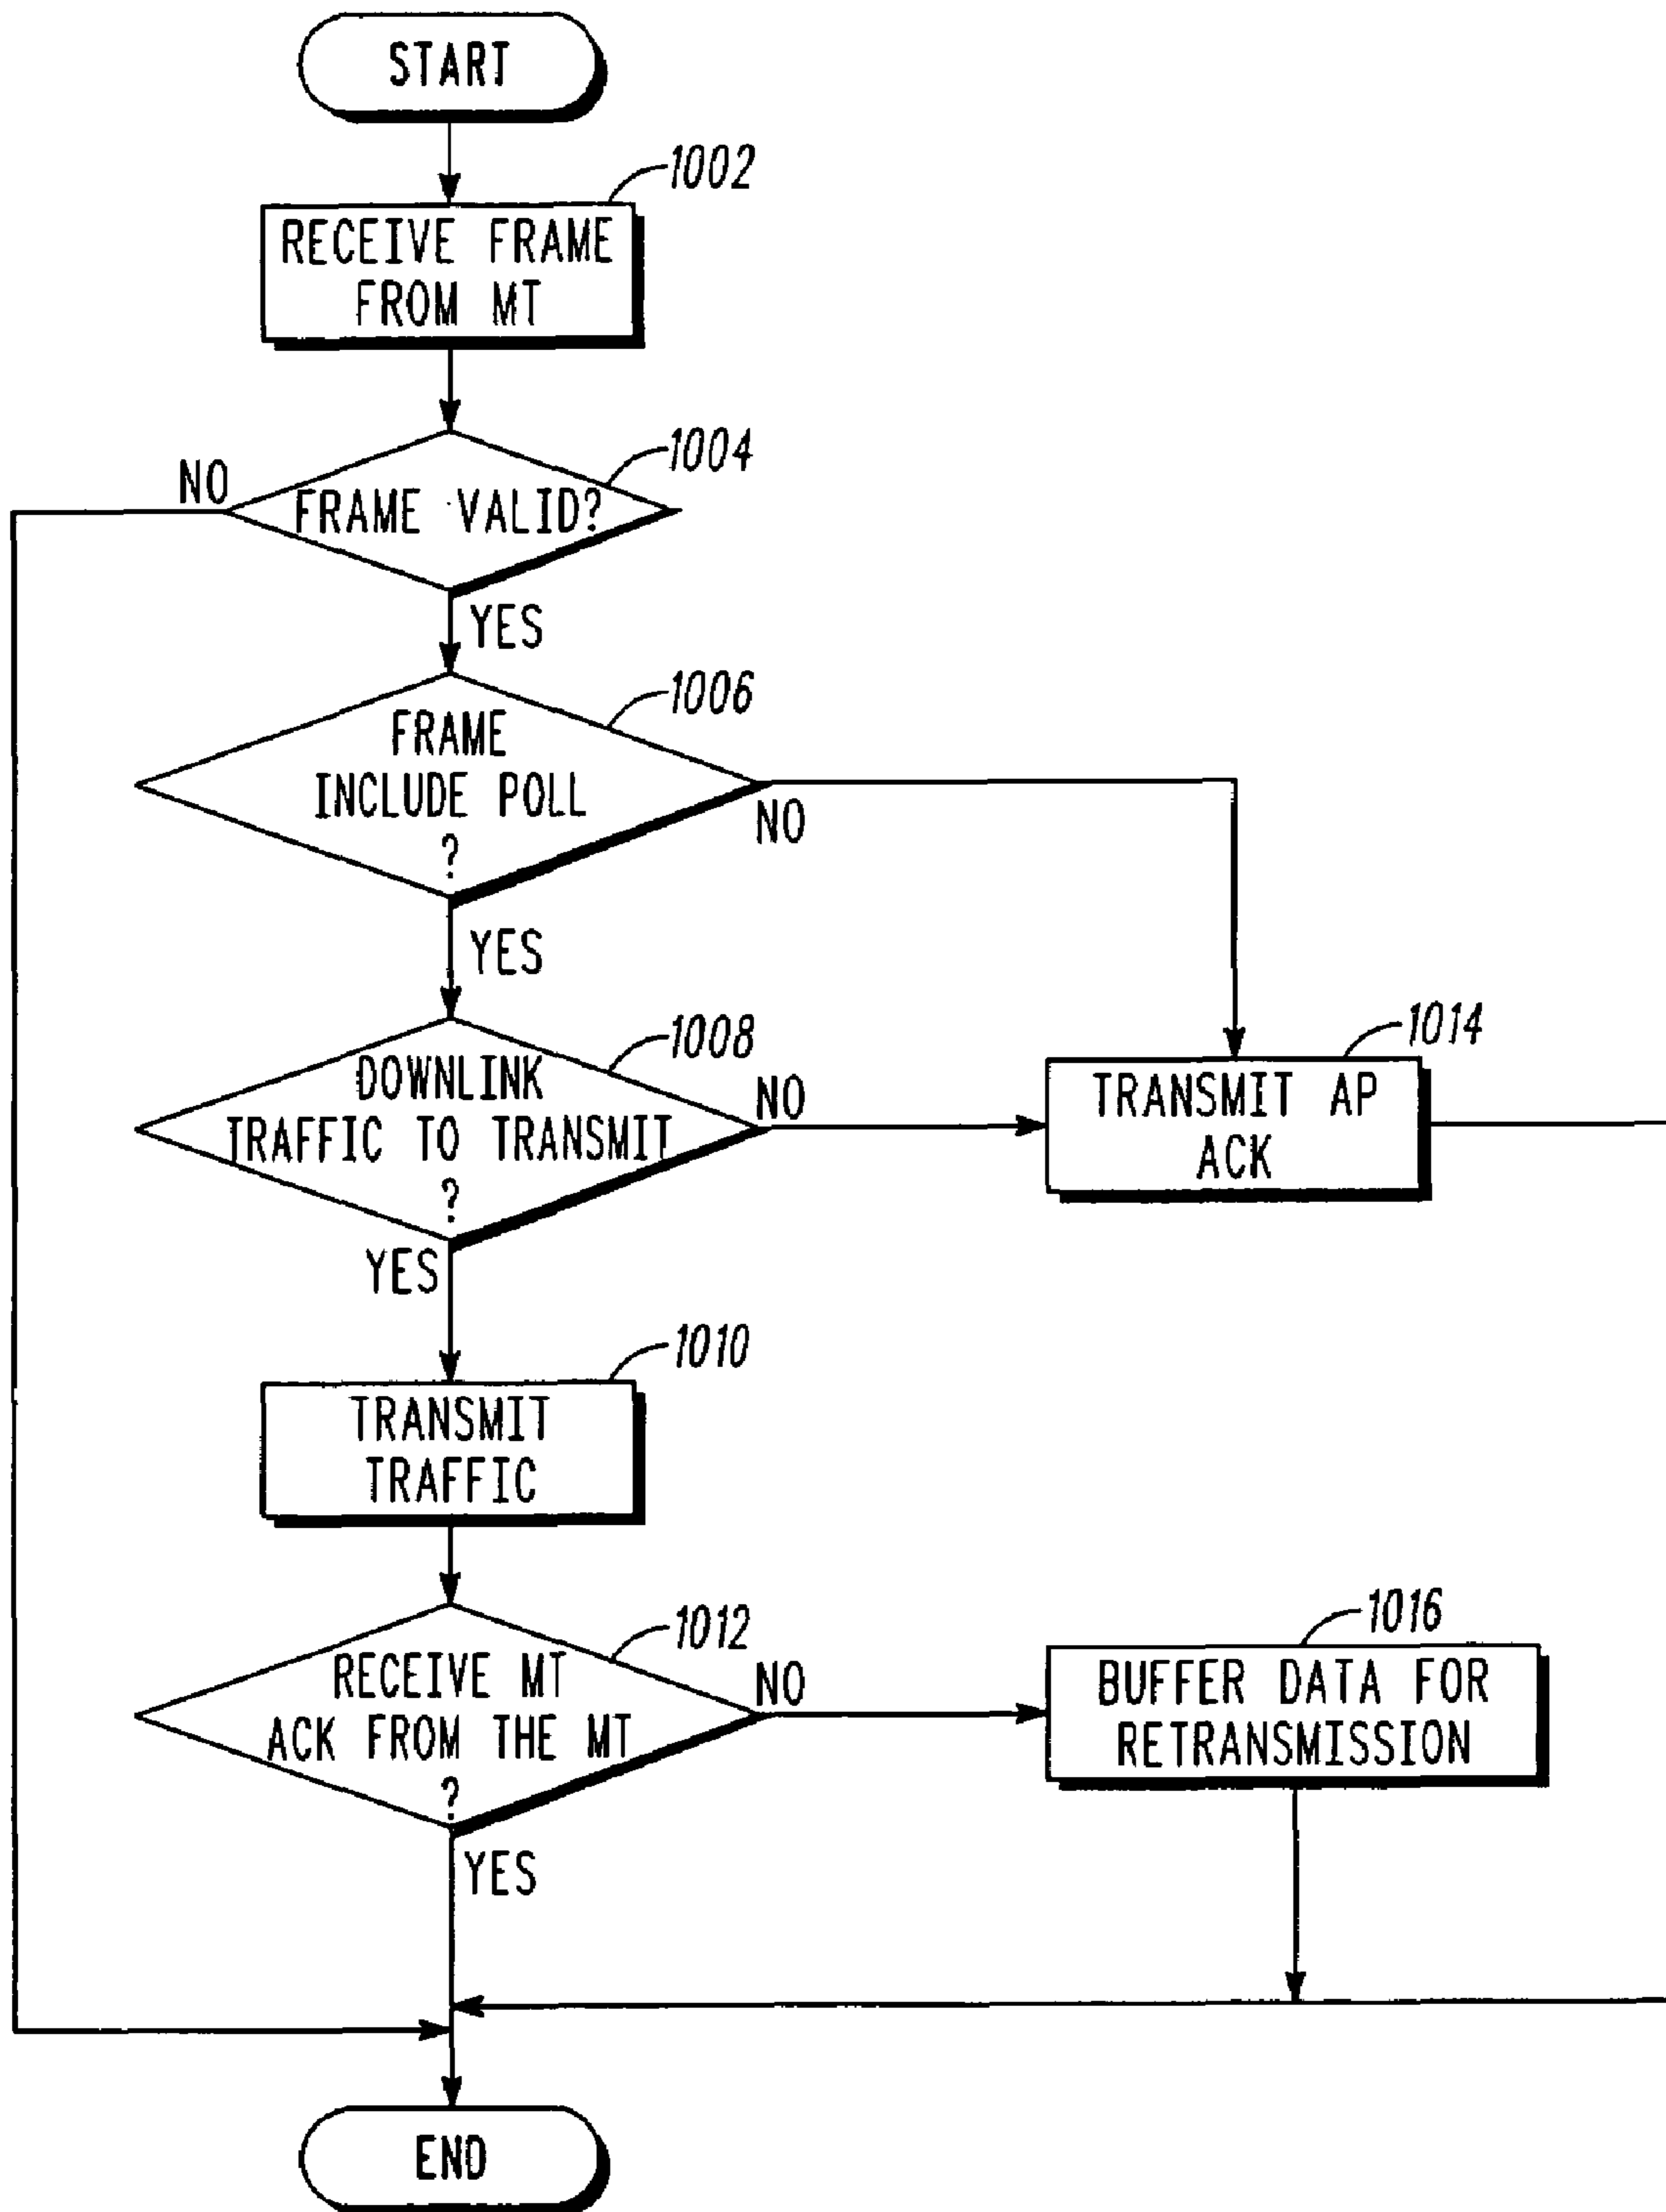 START
1002
RECEIVE FRAME
FROM MT
1004
NO
FRAME VALID?
YES
1006
FRAME
INCLUDE POLL
?
NO
YES
1008
DOWNLINK
TRAFFIC TO TRANSMIT
?
NO
1014
TRANSMIT AP
ACK
YES
1010
TRANSMIT
TRAFFIC
1012
RECEIVE MT
ACK FROM THE MT
?
NO
1016
BUFFER DATA FOR
RETRANSMISSION
YES
END